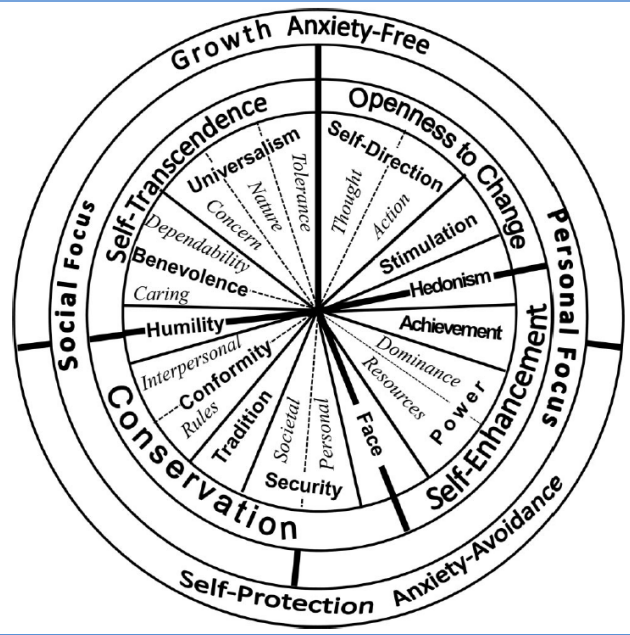 Growth Anxiety-Free
Self-Transcendence
Openness to Change
Social Focus
Personal Focus
Universalism
Tolerance
Nature
Concern
Self-Direction
Thought
Action
Stimulation
Hedonism
Dependability
Benevolence
Caring
Humility
Achievement
Dominance
Resources
Power
Self-Enhancement
Interpersonal
Conformity
Rules
Tradition
Societal
Personal
Security
Face
Conservation
Self-Protection Anxiety-Avoidance